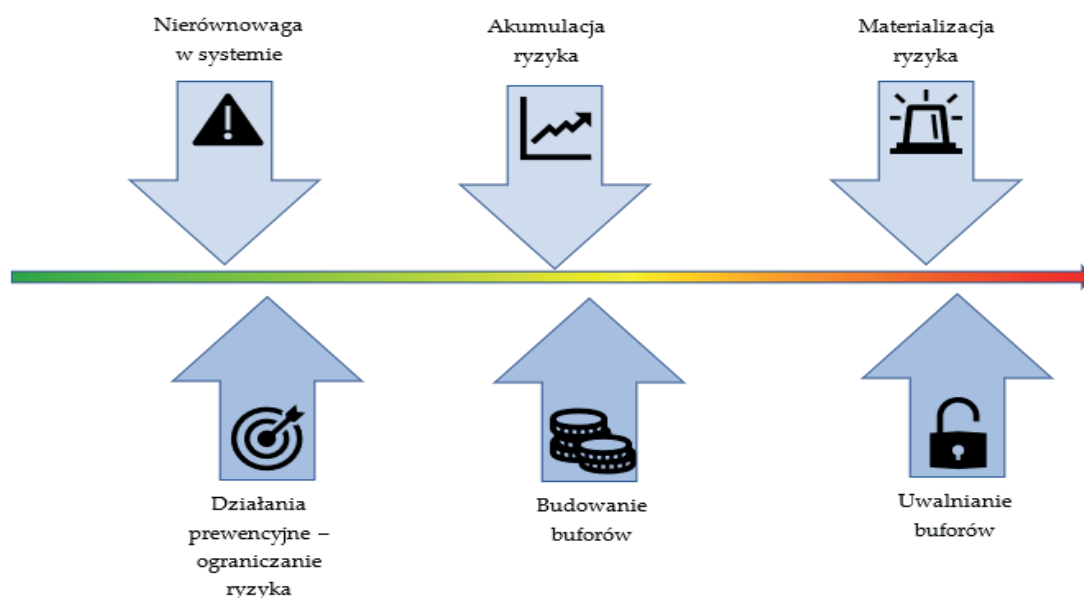 Nierównowaga
w systemie
Akumulacja
ryzyka
Materializacja
ryzyka
Działania
prewencyjne –
ograniczanie
ryzyka
Budowanie
buforów
Uwalnianie
buforów